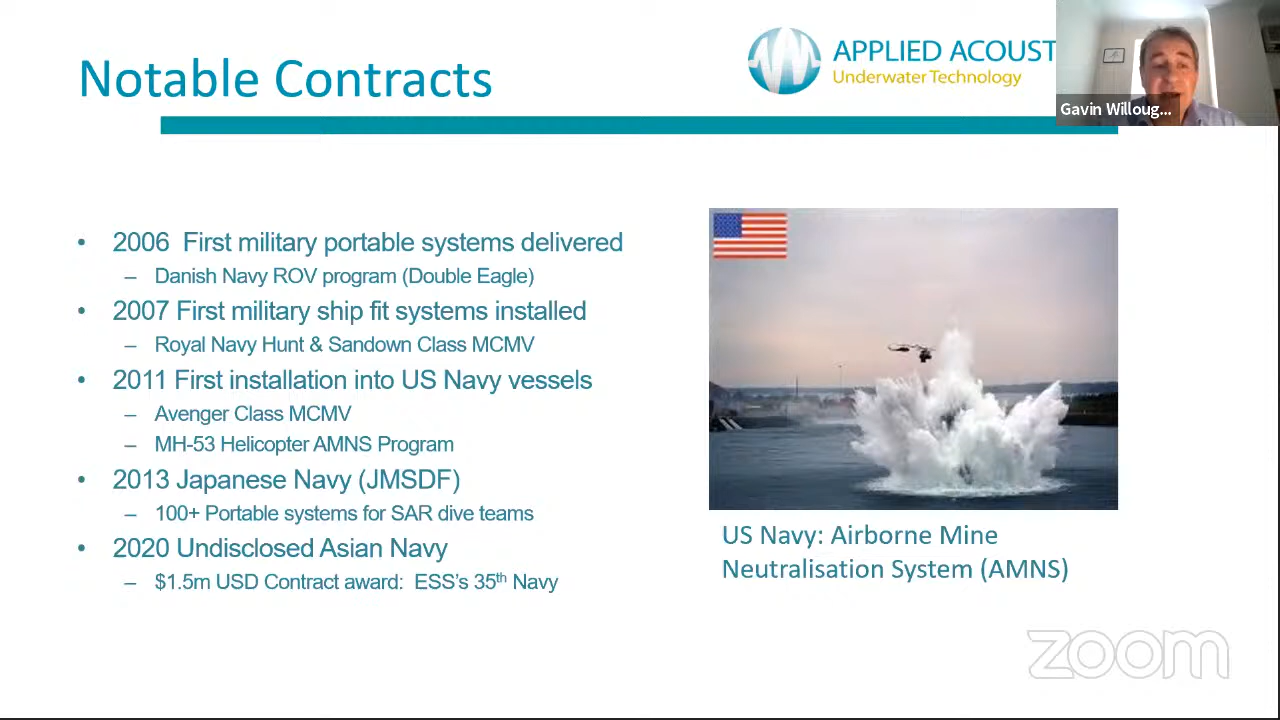 Notable Contracts
APPLIED ACOUST
Underwater Technology
Gavin Willoug...
• 2006 First military portable systems delivered
– Danish Navy ROV program (Double Eagle)
• 2007 First military ship fit systems installed
– Royal Navy Hunt & Sandown Class MCMV
• 2011 First installation into US Navy vessels
– Avenger Class MCMV
– MH-53 Helicopter AMNS Program
• 2013 Japanese Navy (JMSDF)
– 100+ Portable systems for SAR dive teams
• 2020 Undisclosed Asian Navy
– $1.5m USD Contract award: ESS's 35th Navy
US Navy: Airborne Mine
Neutralisation System (AMNS)
zoom